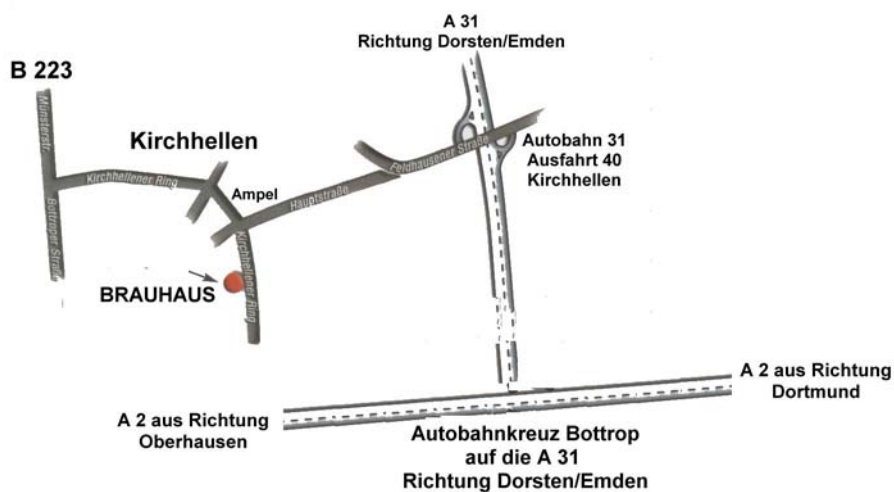 A 31
Richtung Dorsten/Emden
B 223
Münsterstr.
Kirchhellen
Kirchhellener Ring
Ampel
Hauptstraße
Feldhausener Straße
Autobahn 31
Ausfahrt 40
Kirchhellen
Bottroper Straße
Kirchhellener Ring
BRAUHAUS
A 2 aus Richtung
Dortmund
A 2 aus Richtung
Oberhausen
Autobahnkreuz Bottrop
auf die A 31
Richtung Dorsten/Emden